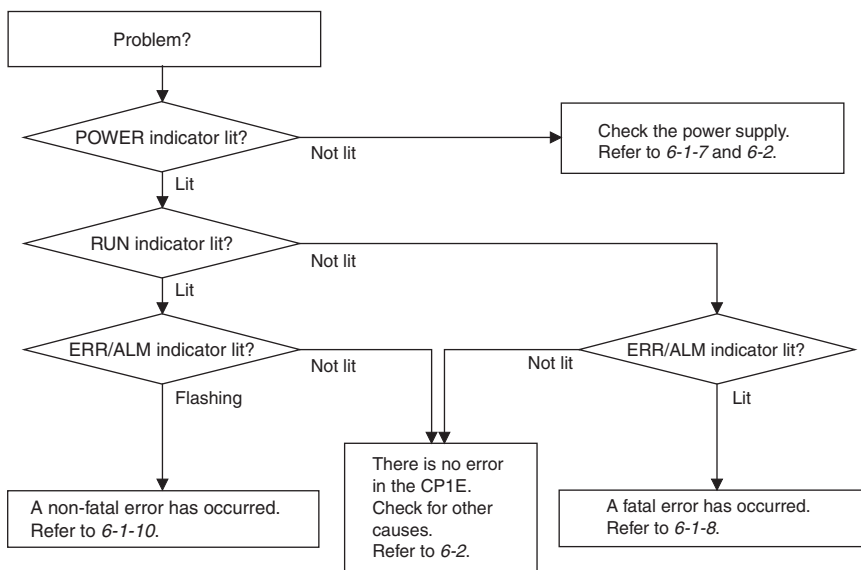 Problem?
POWER indicator lit?
Not lit
Check the power supply.
Refer to 6-1-7 and 6-2.
Lit
RUN indicator lit?
Not lit
Lit
ERR/ALM indicator lit?
Not lit
Flashing
ERR/ALM indicator lit?
Not lit
Lit
A non-fatal error has occurred.
Refer to 6-1-10.
There is no error
in the CP1E.
Check for other
causes.
Refer to 6-2.
A fatal error has occurred.
Refer to 6-1-8.